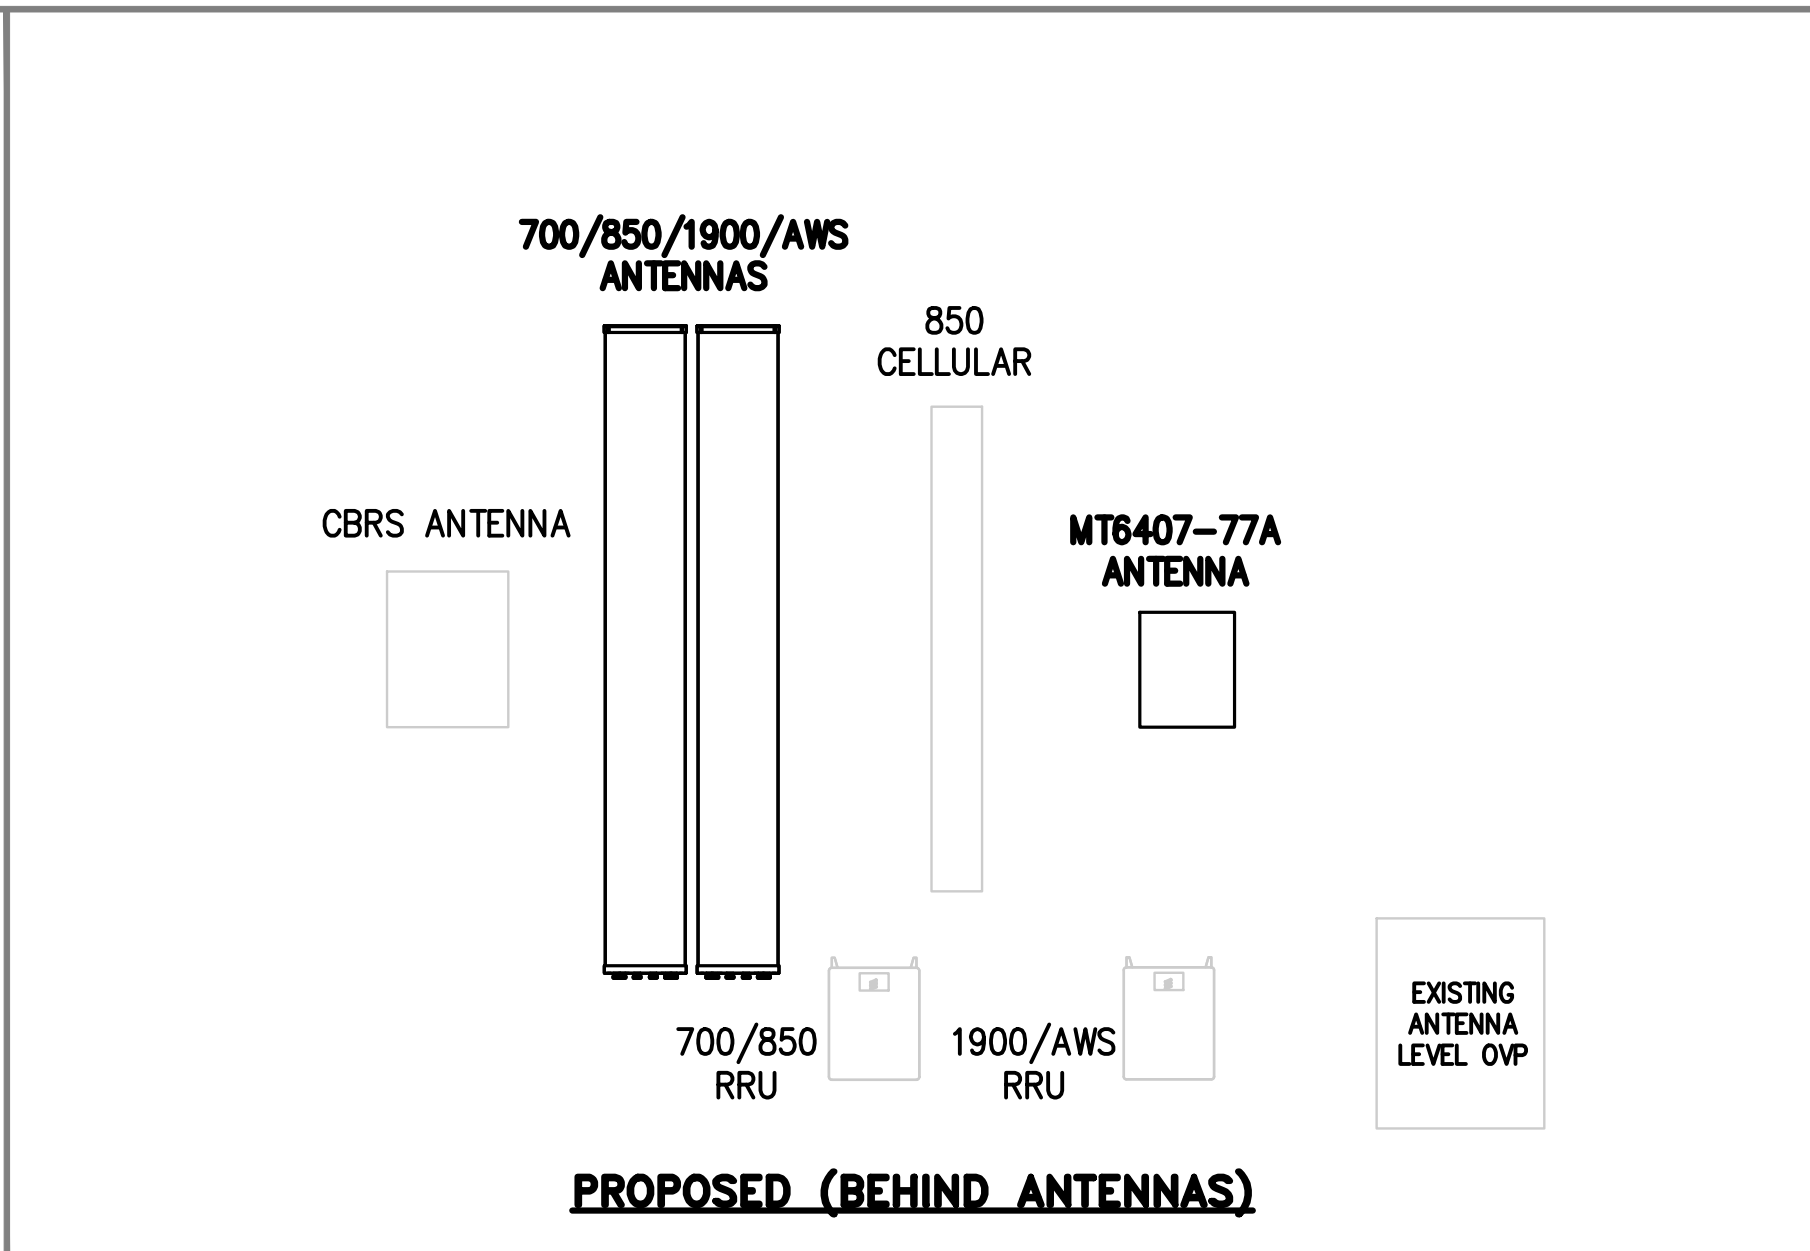 700/850/1900/AWS
ANTENNAS
850
CELLULAR
CBRS ANTENNA
MT6407-77A
ANTENNA
700/850
RRU
1900/AWS
RRU
EXISTING
ANTENNA
LEVEL OVP
PROPOSED (BEHIND ANTENNAS)